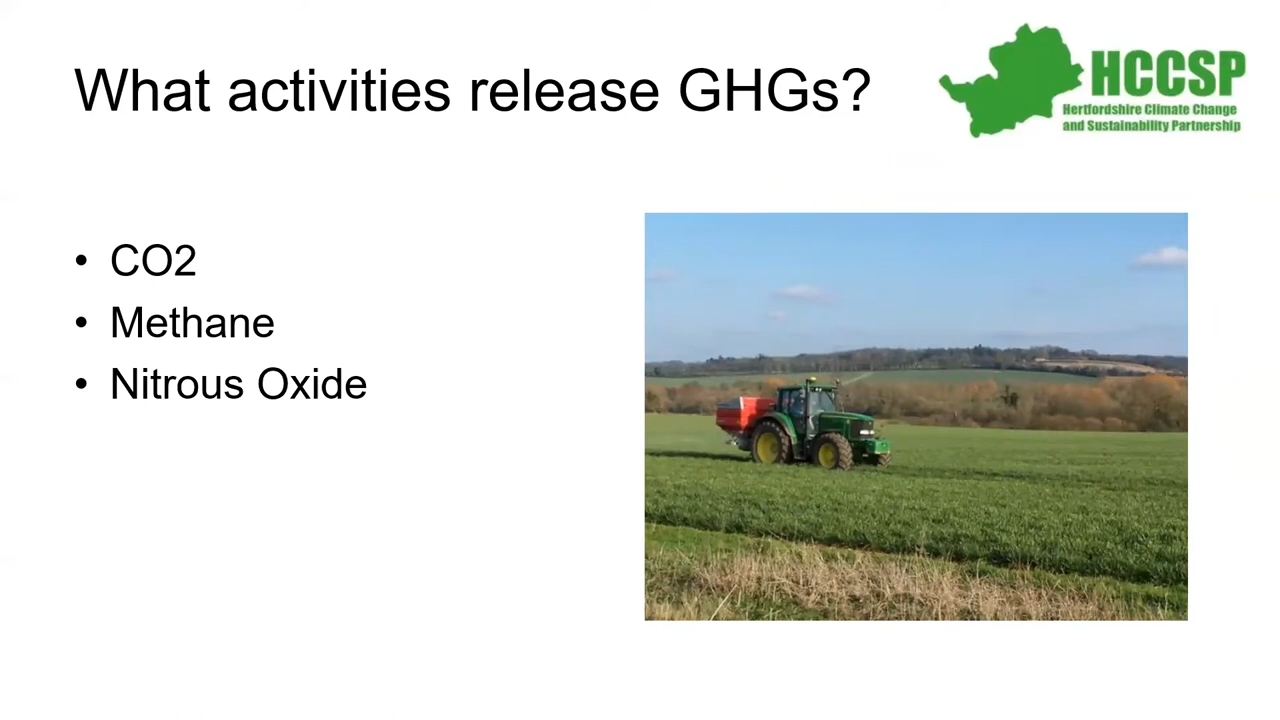 What activities release GHGs?
HCCSP
Hertfordshire Climate Change
and Sustainability Partnership
• CO2
• Methane
• Nitrous Oxide